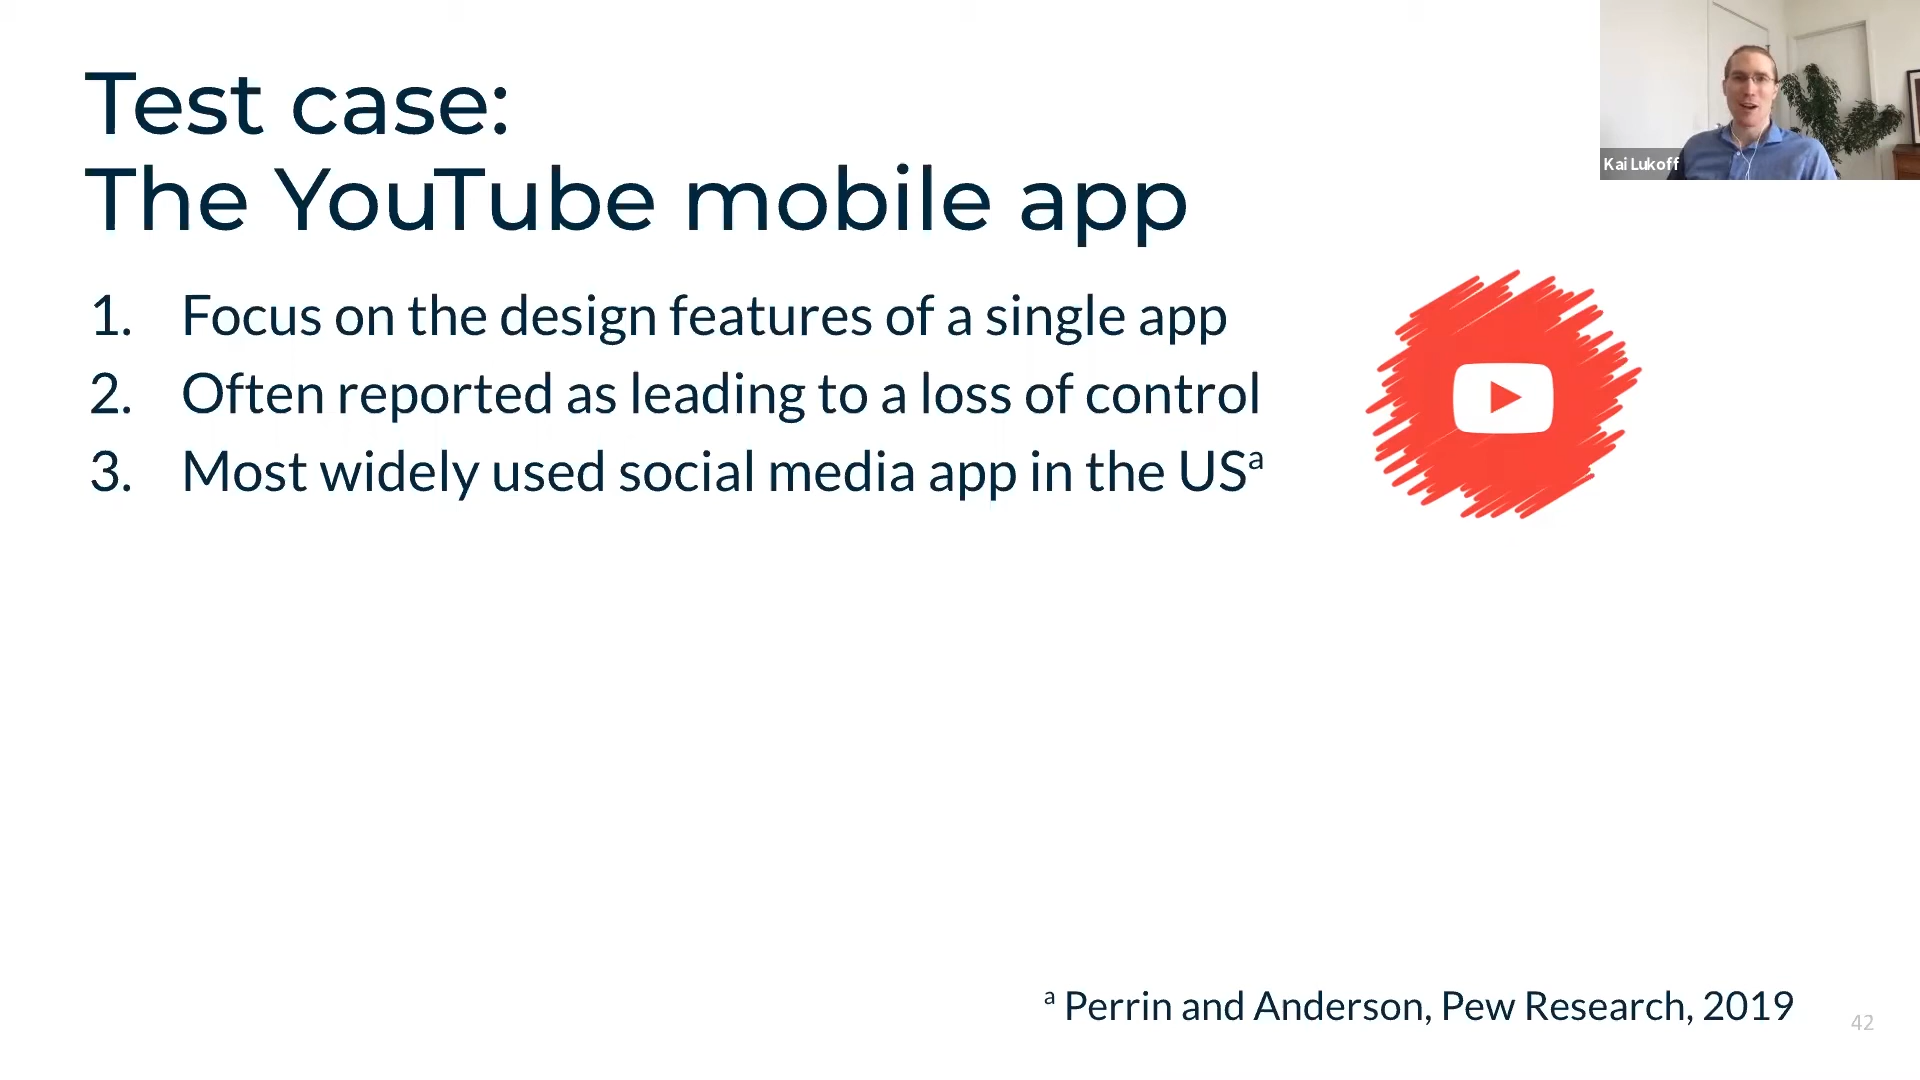 Test case:
The YouTube mobile app
1. Focus on the design features of a single app
2. Often reported as leading to a loss of control
3. Most widely used social media app in the USᵃ
ᵃ Perrin and Anderson, Pew Research, 2019
42
Kai Lukoff